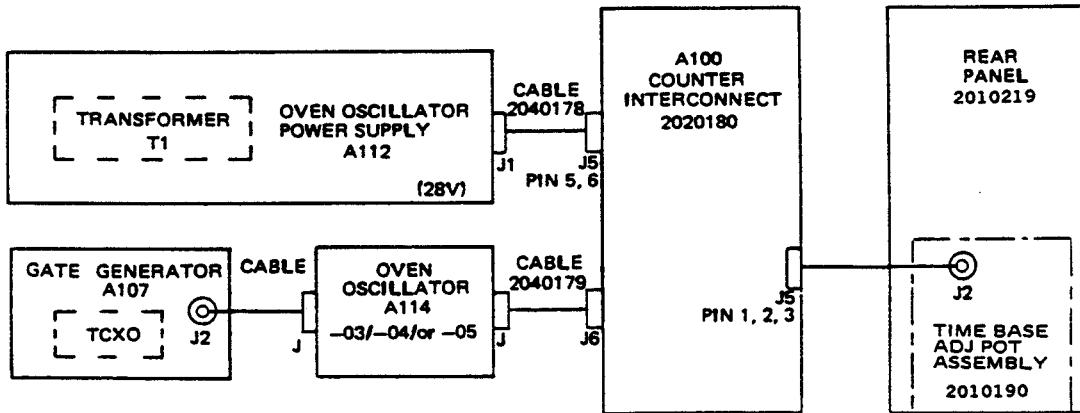 TRANSFORMER
T1
OVEN OSCILLATOR
POWER SUPPLY
A112
(28V)
J1
CABLE
2040178
J5
PIN 5, 6
A100
COUNTER
INTERCONNECT
2020180
REAR
PANEL
2010219
GATE GENERATOR
A107
TCXO
J2
CABLE
J
OVEN
OSCILLATOR
A114
-03/-04/or -05
J
CABLE
2040179
J6
J5
PIN 1, 2, 3
J2
TIME BASE
ADJ POT
ASSEMBLY
2010190